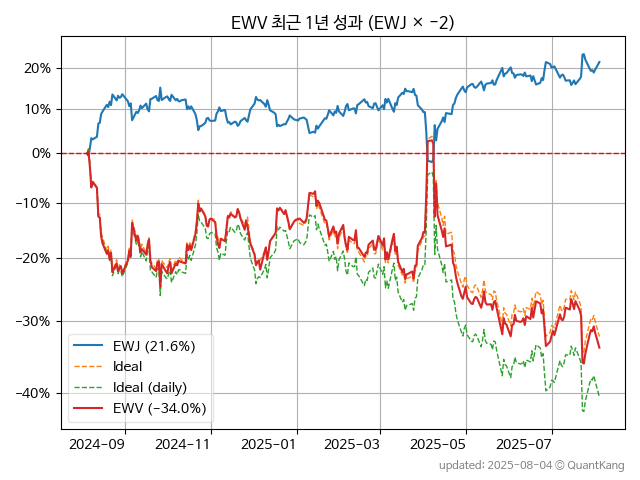 EWV 최근 1년 성과 (EWJ × −2)
20%
10%
0%
−10%
−20%
−30%
−40%
EWJ (21.6%)
Ideal
Ideal (daily)
EWV (−34.0%)
2024-09 2024-11 2025-01 2025-03 2025-05 2025-07
updated: 2025-08-04 © QuantKang